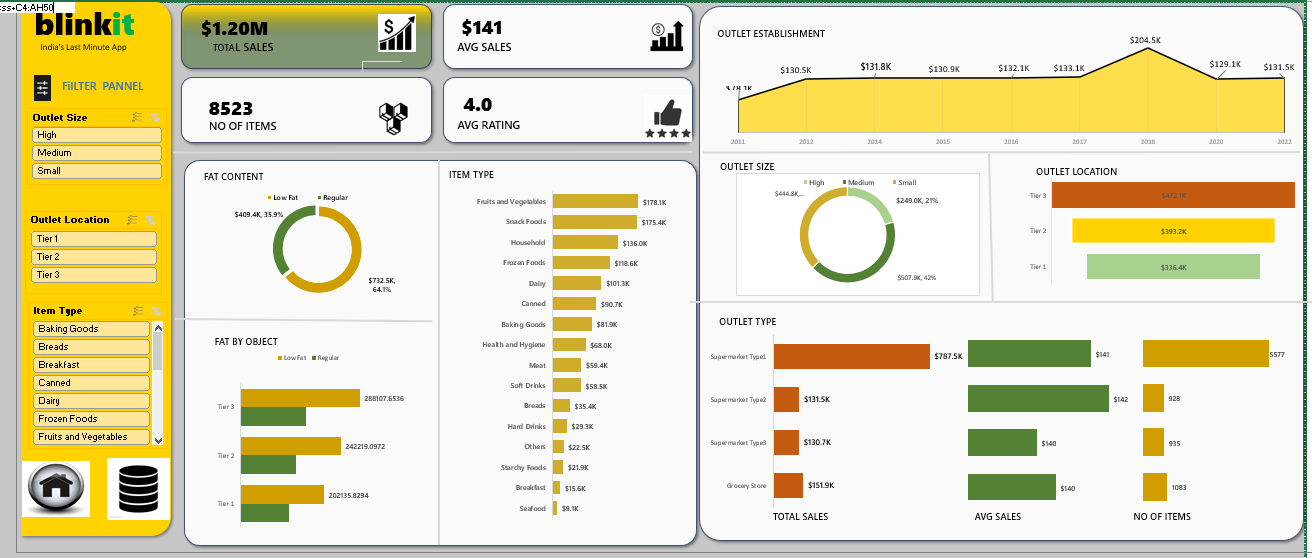 ss+C4:AH50
blinkit
India's Last Minute App
FiILTER PANNEL
Outlet Size
High
Medium
Small
Outlet Location
Tier 1
Tier 2
Tier 3
Item Type
Baking Goods
Breads
Breakfast
Canned
Dairy
Frozen Foods
Fruits and Vegetables
$1.20M
TOTAL SALES
$141
AVG SALES
8523
NO OF ITEMS
4.0
AVG RATING
FAT CONTENT
Low Fat Regular
$409.4K, 35.9%
$732.5K,
64.1%
FAT BY OBJECT
Low Fat Regular
Tier 3 288107.6536
Tier 2 242219.0972
Tier 1 202135.8294
ITEM TYPE
Fruits and Vegetables $178.1K
Snack Foods $175.4K
Household $136.0K
Frozen Foods $118.6K
Dairy $101.3K
Canned $90.7K
Baking Goods $81.9K
Health and Hygiene $68.0K
Meat $59.4K
Soft Drinks $58.5K
Breads $35.4K
Hard Drinks $29.3K
Others $22.5K
Starchy Foods $21.9K
Breakfast $15.6K
Seafood $9.1K
OUTLET ESTABLISHMENT
$130.5K $131.8K $130.9K $132.1K $133.1K $204.5K $129.1K $131.5K
2011 2012 2014 2015 2016 2017 2018 2020 2022
OUTLET SIZE
High Medium Small
$444.8K,...
$249.0K, 21%
$507.9K, 42%
OUTLET LOCATION
Tier 3 $472.1K
Tier 2 $393.2K
Tier 1 $336.4K
OUTLET TYPE
Supermarket Type1 $787.5K $141 5577
Supermarket Type2 $131.5K $142 928
Supermarket Type3 $130.7K $140 935
Grocery Store $151.9K $140 1083
TOTAL SALES AVG SALES NO OF ITEMS